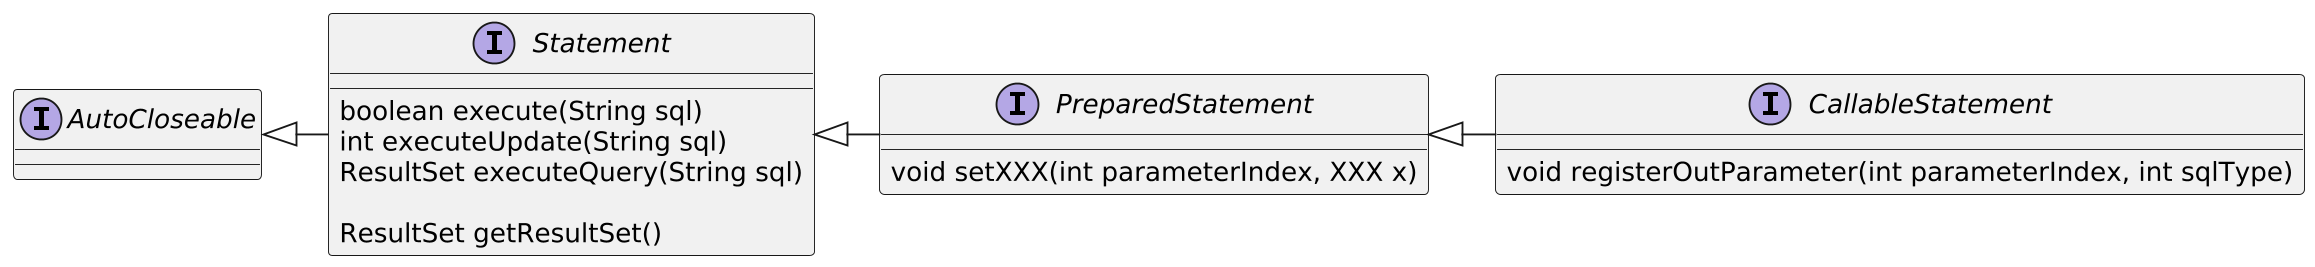 I AutoCloseable
I Statement
boolean execute(String sql)
int executeUpdate(String sql)
ResultSet executeQuery(String sql)
ResultSet getResultSet()
I PreparedStatement
void setXXX(int parameterIndex, XXX x)
I CallableStatement
void registerOutParameter(int parameterIndex, int sqlType)